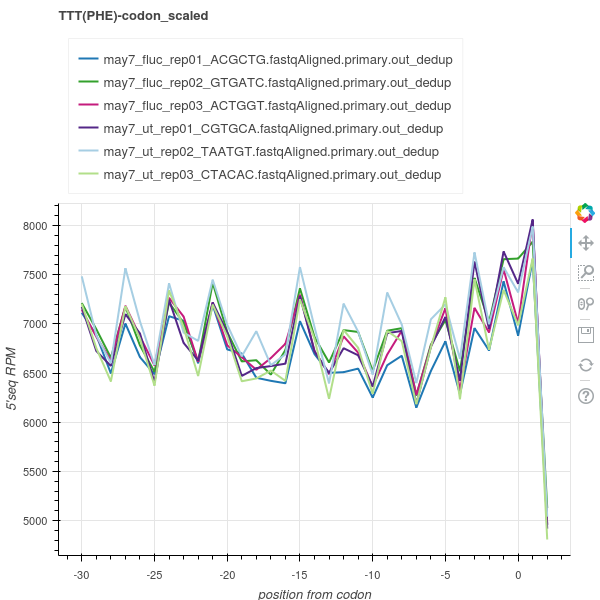 TTT(PHE)-codon_scaled
may7_fluc_rep01_ACGCTG.fastqAligned.primary.out_dedup
may7_fluc_rep02_GTGATC.fastqAligned.primary.out_dedup
may7_fluc_rep03_ACTGGT.fastqAligned.primary.out_dedup
may7_ut_rep01_CGTGCA.fastqAligned.primary.out_dedup
may7_ut_rep02_TAATGT.fastqAligned.primary.out_dedup
may7_ut_rep03_CTACAC.fastqAligned.primary.out_dedup
8000
7500
7000
6500
6000
5500
5000
5'seq RPM
-30 -25 -20 -15 -10 -5 0
position from codon